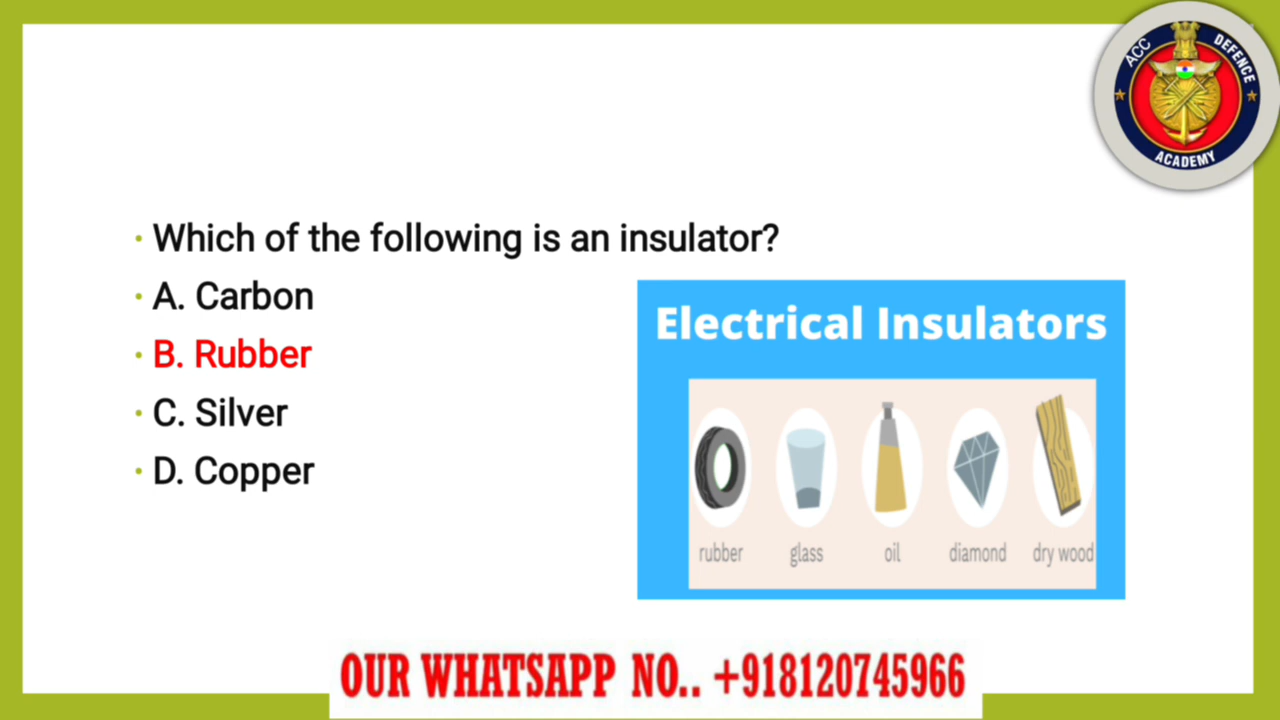 ACC DEFENCE
ACADEMY
• Which of the following is an insulator?
• A. Carbon
• B. Rubber
• C. Silver
• D. Copper
Electrical Insulators
rubber glass oil diamond dry wood
OUR WHATSAPP NO.. +918120745966